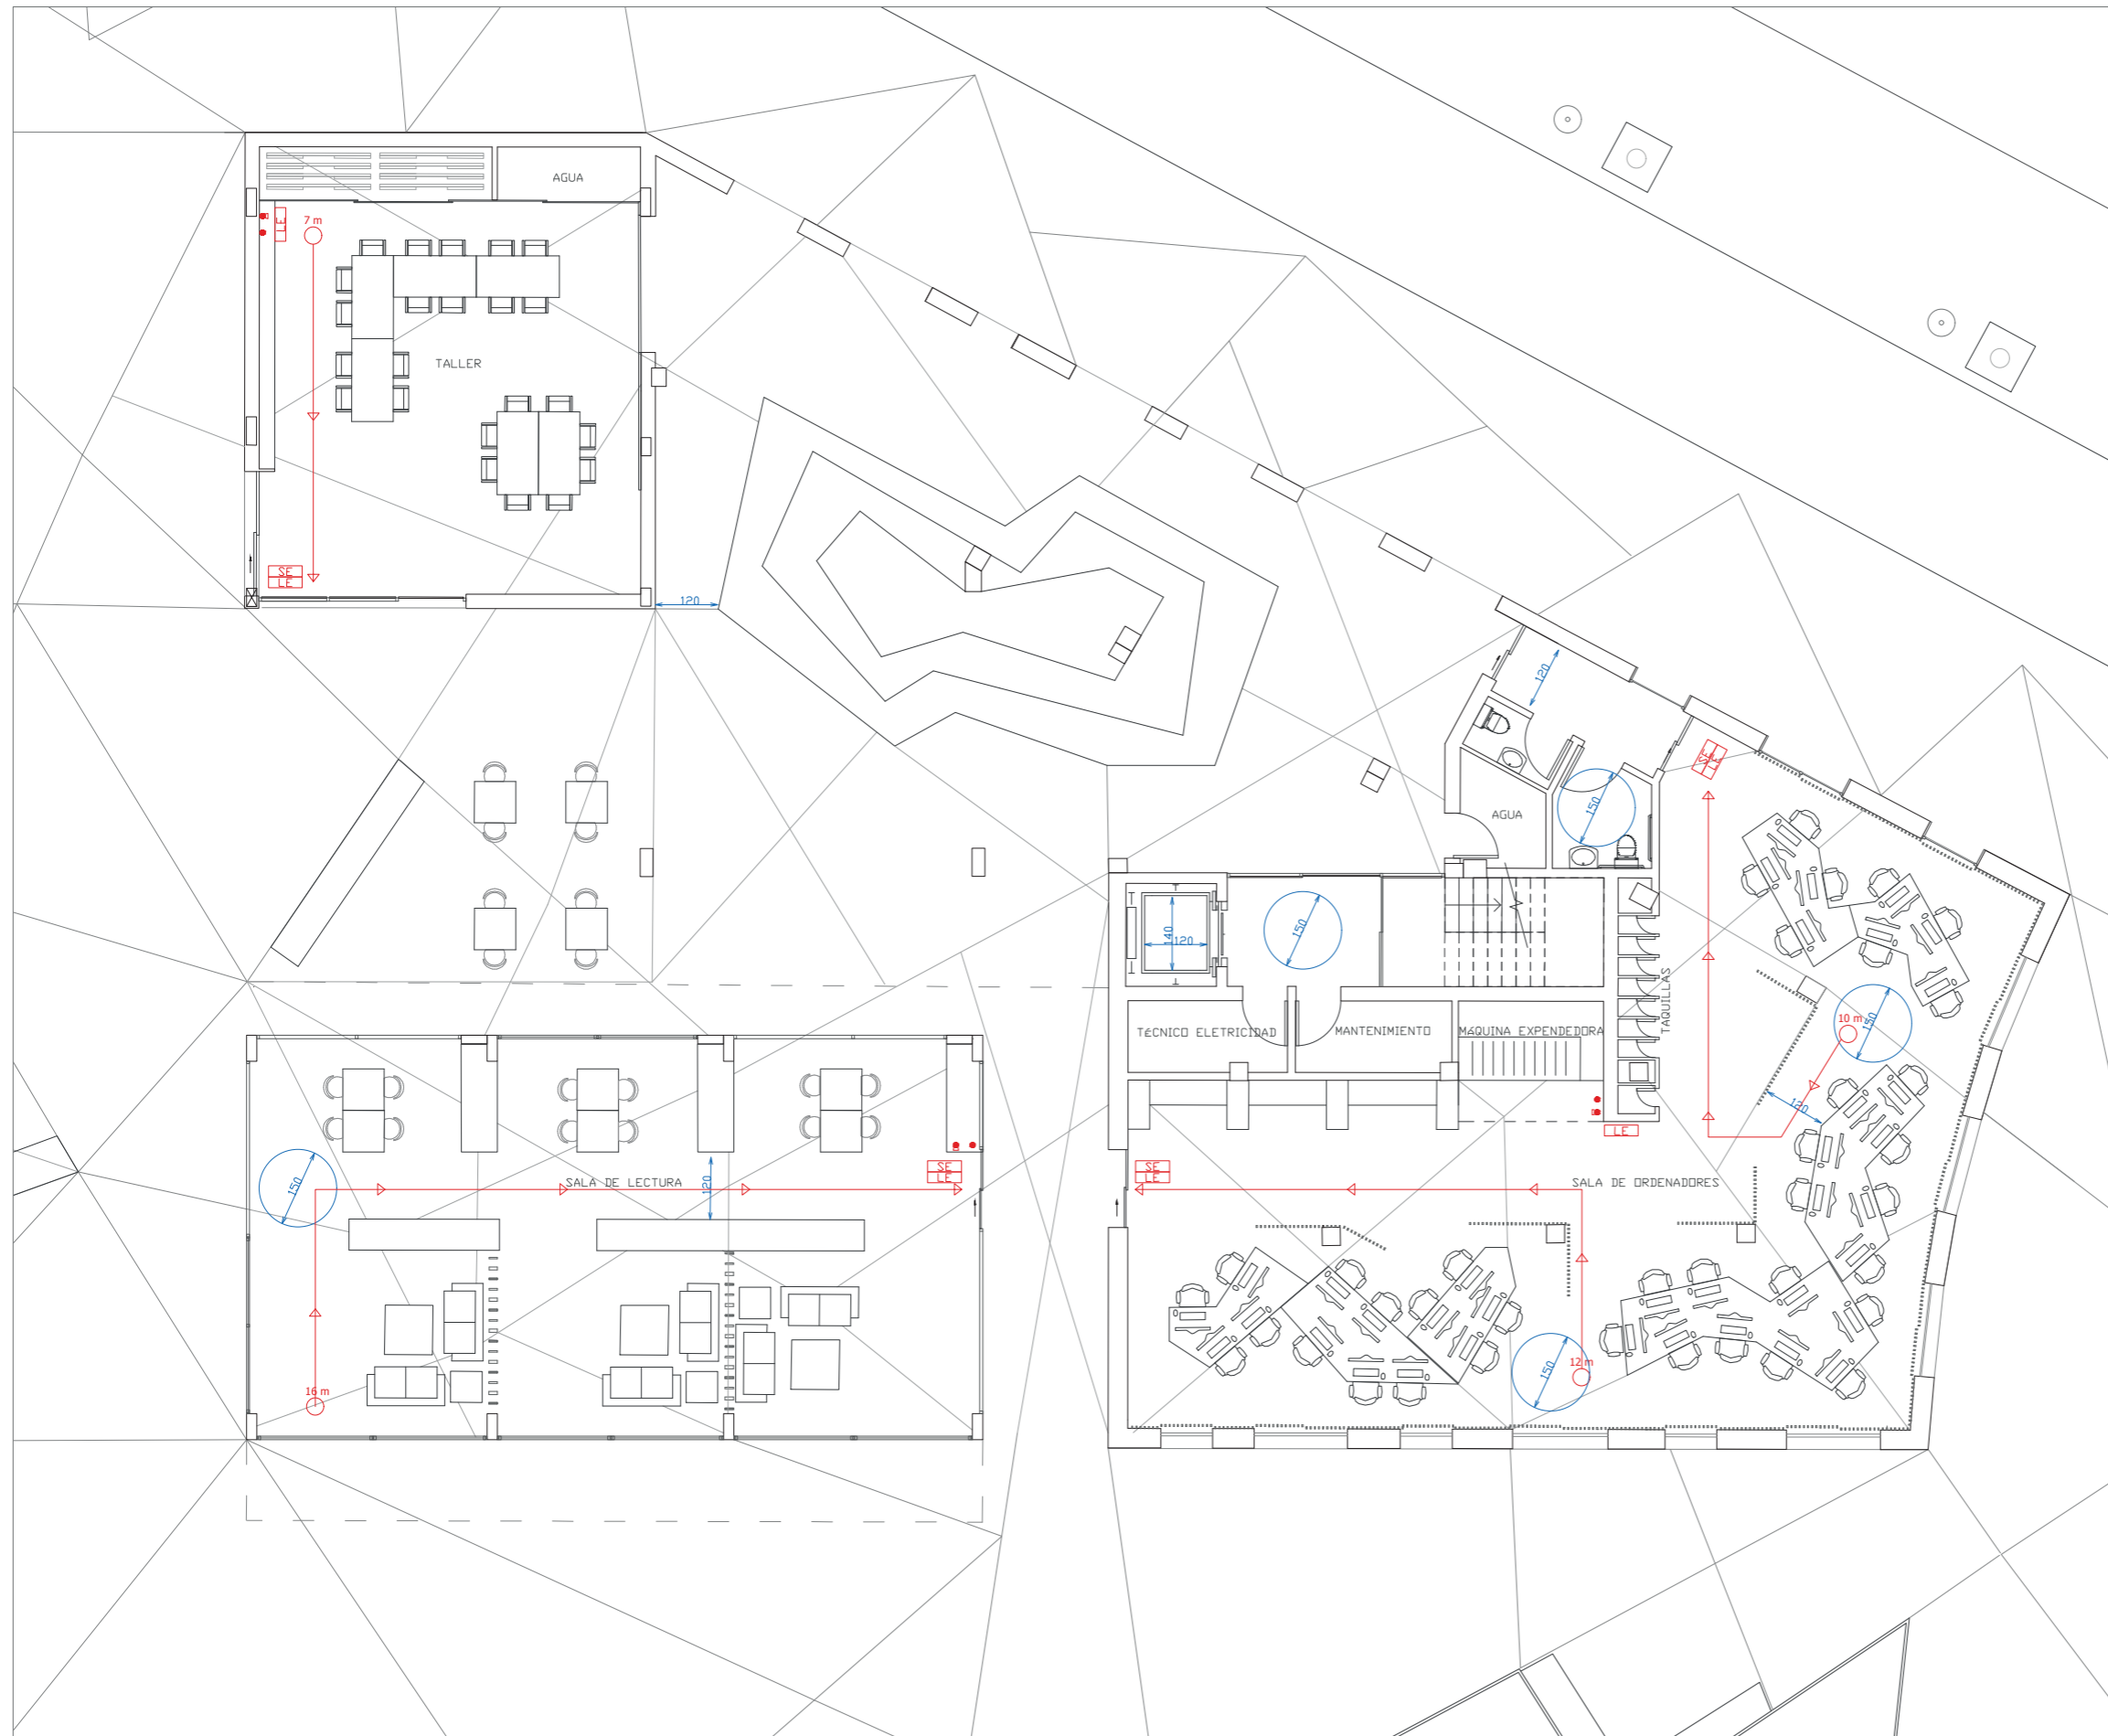 AGUA
LE
7 m
TALLER
SE
LE
120
120
150
AGUA
SE
LE
140
120
150
TAQUILLAS
TÉCNICO ELETRICIDAD
MANTENIMIENTO
MÁQUINA EXPENDEDORA
10 m
150
120
LE
150
SALA DE LECTURA
120
SE
LE
SE
LE
SALA DE ORDENADORES
16 m
150
12 m